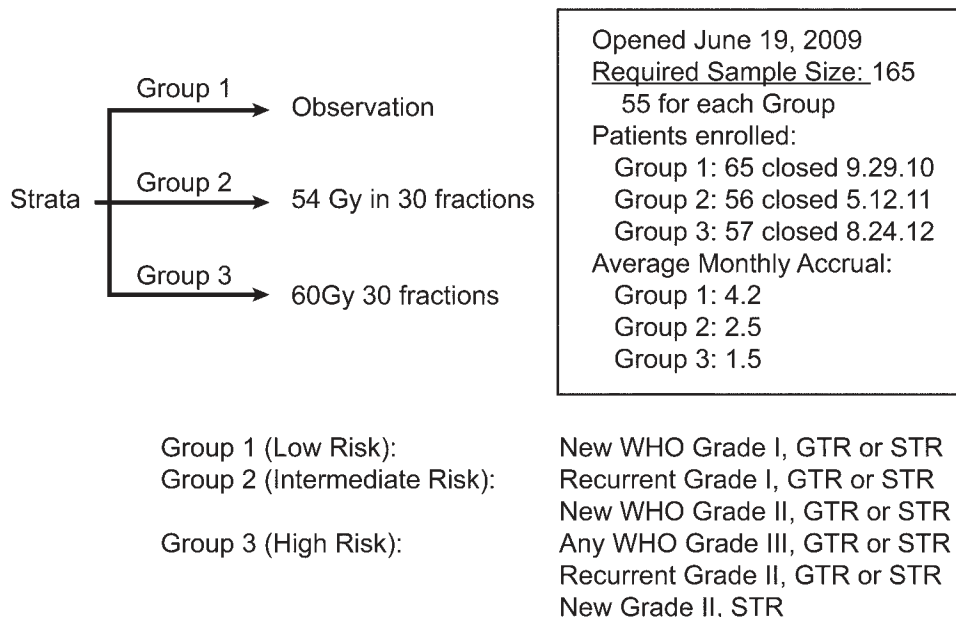 Group 1
Observation
Strata
Group 2
54 Gy in 30 fractions
Group 3
60Gy 30 fractions
Opened June 19, 2009
Required Sample Size: 165
55 for each Group
Patients enrolled:
Group 1: 65 closed 9.29.10
Group 2: 56 closed 5.12.11
Group 3: 57 closed 8.24.12
Average Monthly Accrual:
Group 1: 4.2
Group 2: 2.5
Group 3: 1.5
Group 1 (Low Risk): New WHO Grade I, GTR or STR
Group 2 (Intermediate Risk): Recurrent Grade I, GTR or STR
New WHO Grade II, GTR or STR
Group 3 (High Risk): Any WHO Grade III, GTR or STR
Recurrent Grade II, GTR or STR
New Grade II, STR